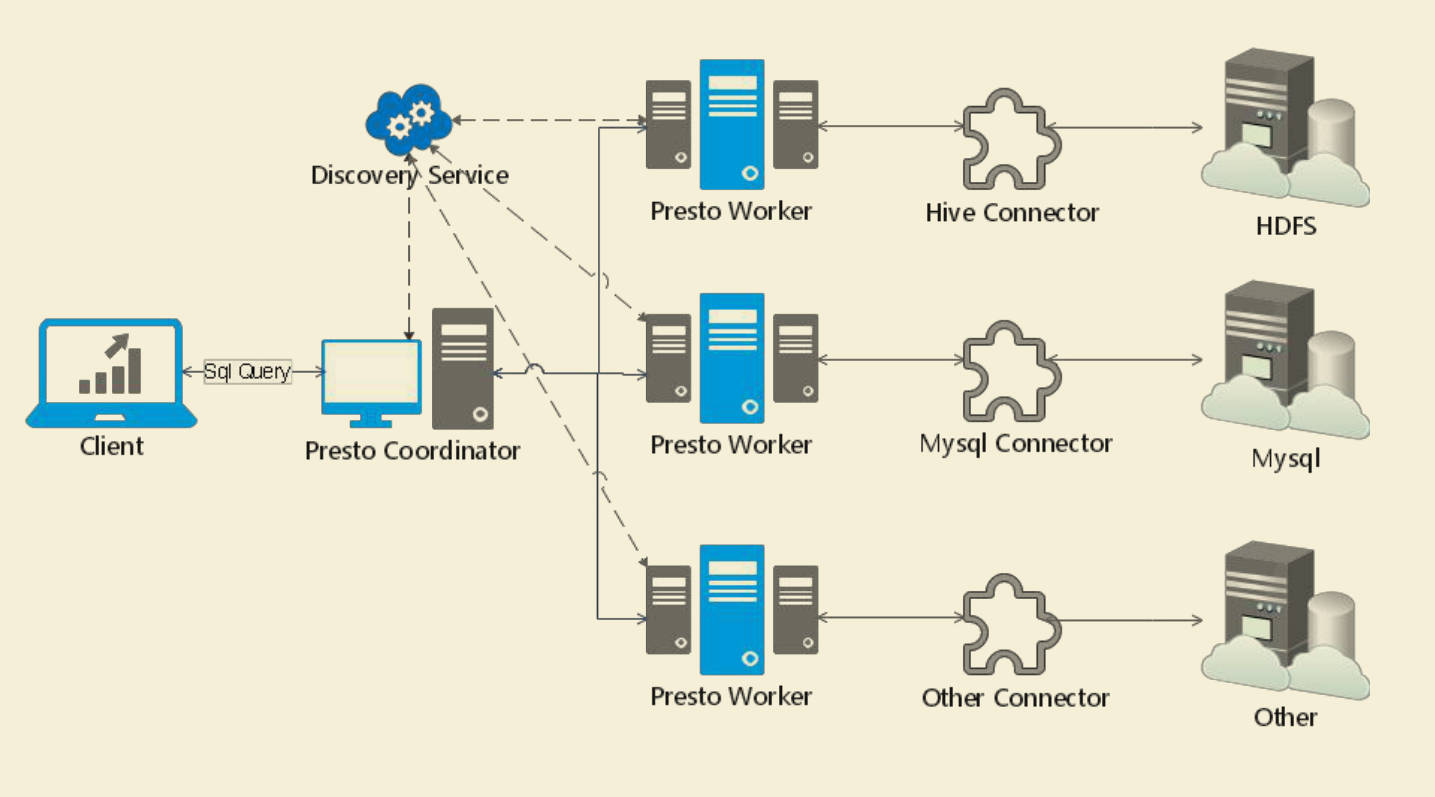 Discovery Service
Presto Worker
Hive Connector
HDFS
Sql Query
Client
Presto Coordinator
Presto Worker
Mysql Connector
Mysql
Presto Worker
Other Connector
Other